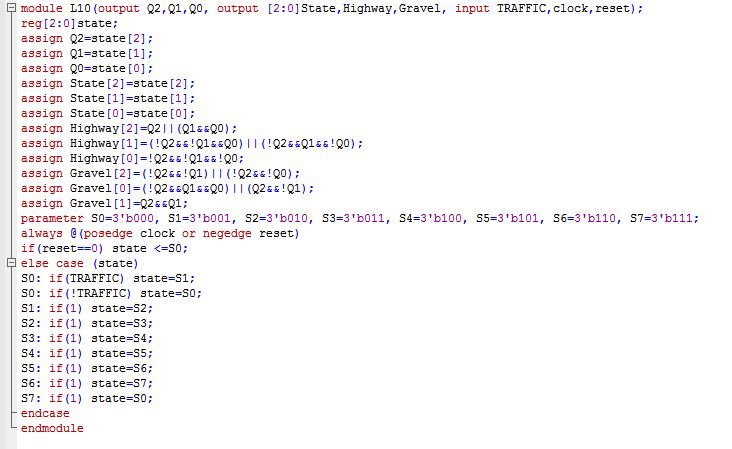 module L10(output Q2,Q1,Q0, output [2:0]State,Highway,Gravel, input TRAFFIC,clock,reset);
reg[2:0]state;
assign Q2=state[2];
assign Q1=state[1];
assign Q0=state[0];
assign State[2]=state[2];
assign State[1]=state[1];
assign State[0]=state[0];
assign Highway[2]=Q2||(Q1&&Q0);
assign Highway[1]=(!Q2&&!Q1&&Q0)||(!Q2&&Q1&&!Q0);
assign Highway[0]=!Q2&&!Q1&&!Q0;
assign Gravel[2]=(!Q2&&!Q1)||(!Q2&&!Q0);
assign Gravel[0]=(!Q2&&Q1&&Q0)||(Q2&&!Q1);
assign Gravel[1]=Q2&&Q1;
parameter S0=3'b000, S1=3'b001, S2=3'b010, S3=3'b011, S4=3'b100, S5=3'b101, S6=3'b110, S7=3'b111;
always @(posedge clock or negedge reset)
if(reset==0) state <=S0;
else case (state)
S0: if(TRAFFIC) state=S1;
S0: if(!TRAFFIC) state=S0;
S1: if(1) state=S2;
S2: if(1) state=S3;
S3: if(1) state=S4;
S4: if(1) state=S5;
S5: if(1) state=S6;
S6: if(1) state=S7;
S7: if(1) state=S0;
endcase
endmodule